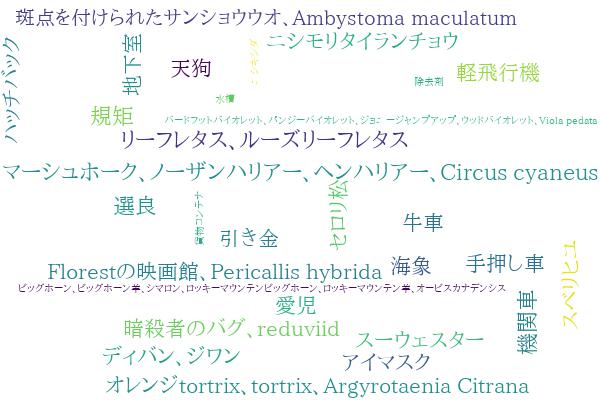 斑点を付けられたサンショウウオ、Ambystoma maculatum
ハッチバック
地下室
ニシモリタイランチョウ
天狗
除去剤
軽飛行機
水槽
規矩
バードフットバイオレット、パンジーバイオレット、ジョニージャンプアップ、ウッドバイオレット、Viola pedata
リーフレタス、ルーズリーフレタス
マーシュホーク、ノーザンハリアー、ヘンハリアー、Circus cyaneus
選良
貨物コンテナ
セロリ松
牛車
引き金
スベリヒユ
Florestの映画館、Pericallis hybrida
海象
手押し車
ビッグホーン、ビッグホーン羊、シマロン、ロッキーマウンテンビッグホーン、ロッキーマウンテン羊、オービスカナデンシス
愛児
機関車
暗殺者のバグ、reduviid
スーウェスター
ディバン、ジワン
アイマスク
オレンジtortrix、tortrix、Argyrotaenia Citrana